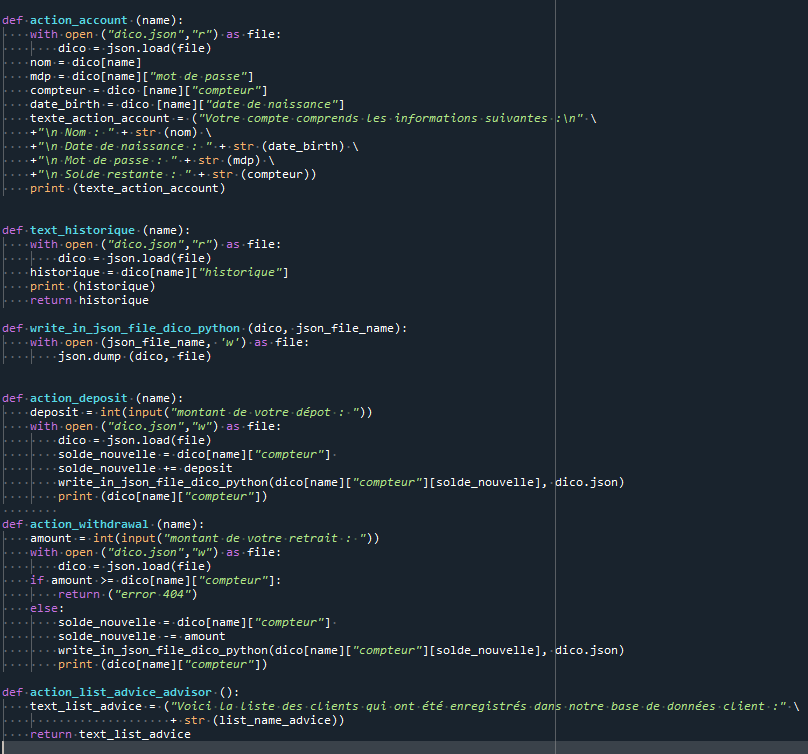 def action_account (name):
    with open ("dico.json","r") as file:
        dico = json.load(file)
    nom = dico[name]
    mdp = dico[name]["mot de passe"]
    compteur = dico [name]["compteur"]
    date_birth = dico [name]["date de naissance"]
    texte_action_account = ("Votre compte comprends les informations suivantes :\n" \
    +"\n Nom : " + str (nom) \
    +"\n Date de naissance : " + str (date_birth) \
    +"\n Mot de passe : " + str (mdp) \
    +"\n Solde restante : " + str (compteur))
    print (texte_action_account)

def text_historique (name):
    with open ("dico.json","r") as file:
        dico = json.load(file)
    historique = dico[name]["historique"]
    print (historique)
    return historique

def write_in_json_file_dico_python (dico, json_file_name):
    with open (json_file_name, 'w') as file:
        json.dump (dico, file)

def action_deposit (name):
    deposit = int(input("montant de votre dépot : "))
    with open ("dico.json","w") as file:
        dico = json.load(file)
        solde_nouvelle = dico[name]["compteur"]
        solde_nouvelle += deposit
        write_in_json_file_dico_python(dico[name]["compteur"][solde_nouvelle], dico.json)
        print (dico[name]["compteur"])

def action_withdrawal (name):
    amount = int(input("montant de votre retrait : "))
    with open ("dico.json","w") as file:
        dico = json.load(file)
    if amount >= dico[name]["compteur"]:
        return ("error 404")
    else:
        solde_nouvelle = dico[name]["compteur"]
        solde_nouvelle -= amount
        write_in_json_file_dico_python(dico[name]["compteur"][solde_nouvelle], dico.json)
        print (dico[name]["compteur"])

def action_list_advice_advisor ():
    text_list_advice = ("Voici la liste des clients qui ont été enregistrés dans notre base de données client :" \
                        + str (list_name_advice))
    return text_list_advice